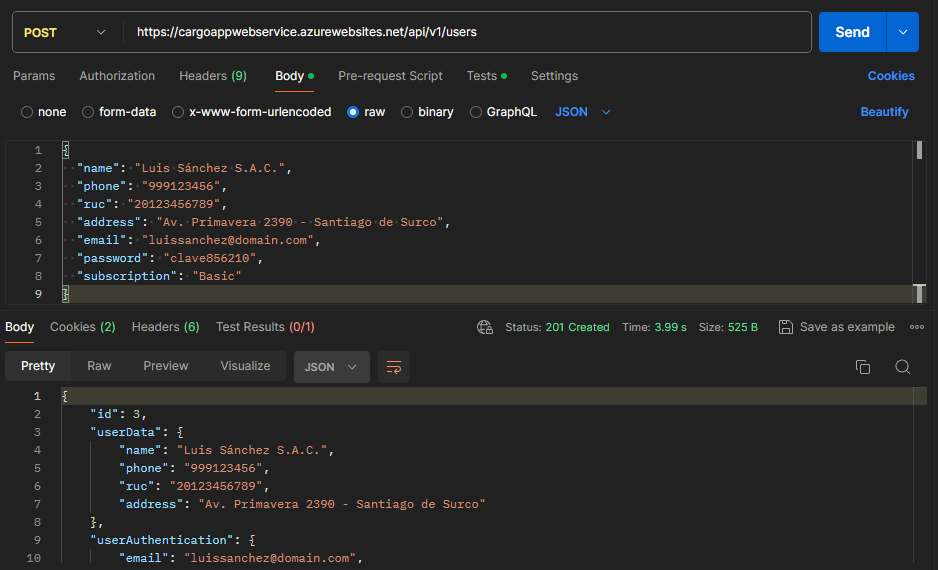 POST https://cargoappwebservice.azurewebsites.net/api/v1/users Send
Params Authorization Headers (9) Body Pre-request Script Tests Settings Cookies
none form-data x-www-form-urlencoded raw binary GraphQL JSON Beautify
1 {
2 "name": "Luis Sánchez S.A.C.",
3 "phone": "999123456",
4 "ruc": "20123456789",
5 "address": "Av. Primavera 2390 - Santiago de Surco",
6 "email": "luissanchez@domain.com",
7 "password": "clave856210",
8 "subscription": "Basic"
9 }
Body Cookies (2) Headers (6) Test Results (0/1) Status: 201 Created Time: 3.99 s Size: 525 B Save as example
Pretty Raw Preview Visualize JSON
1 {
2 "id": 3,
3 "userData": {
4 "name": "Luis Sánchez S.A.C.",
5 "phone": "999123456",
6 "ruc": "20123456789",
7 "address": "Av. Primavera 2390 - Santiago de Surco"
8 },
9 "userAuthentication": {
10 "email": "luissanchez@domain.com",